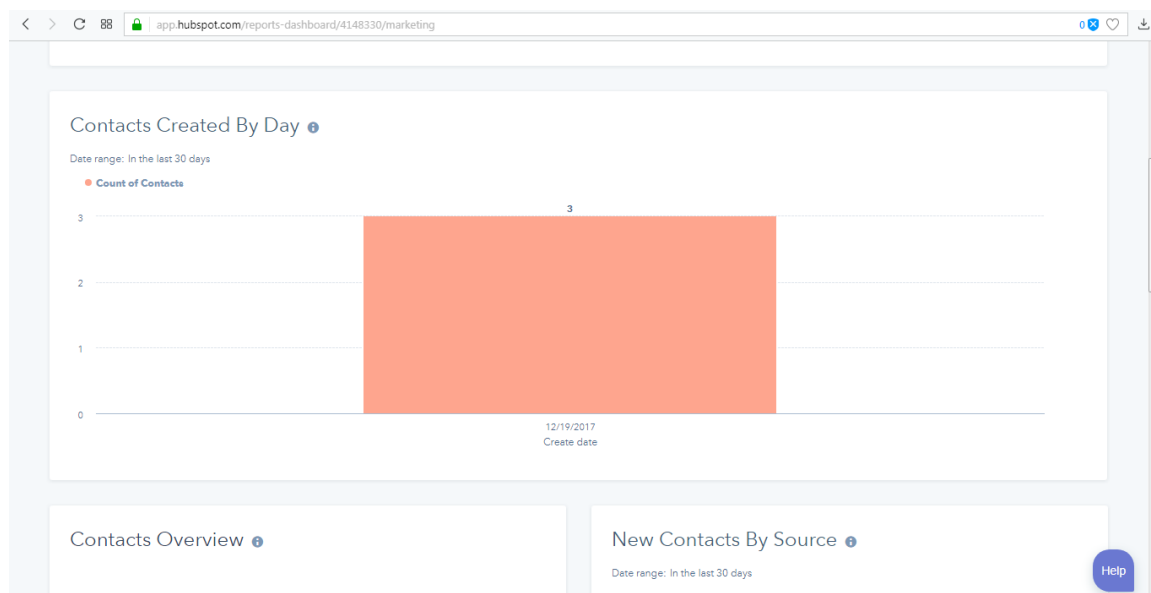 app.hubspot.com/reports-dashboard/4148330/marketing
0
Contacts Created By Day
Date range: In the last 30 days
Count of Contacts
3
3
2
1
0
12/19/2017
Create date
Contacts Overview
New Contacts By Source
Date range: In the last 30 days
Help